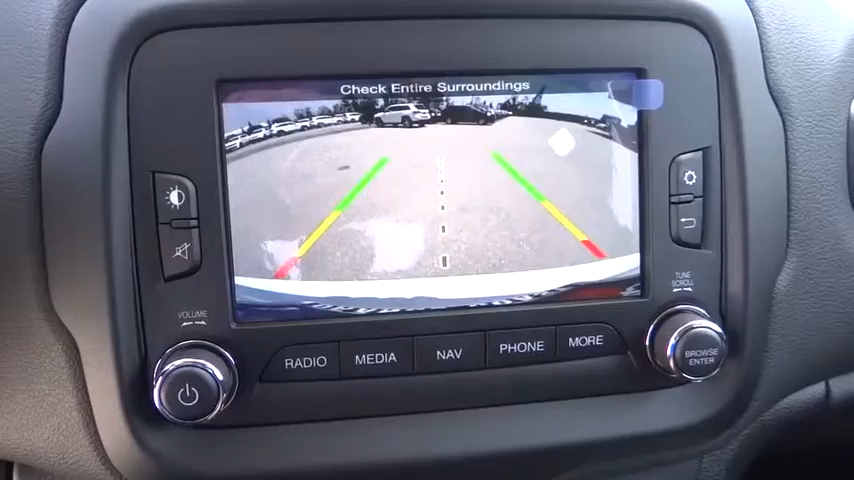 Check Entire Surroundings
VOLUME
TUNE
SCROLL
RADIO
MEDIA
NAV
PHONE
MORE
BROWSE
ENTER